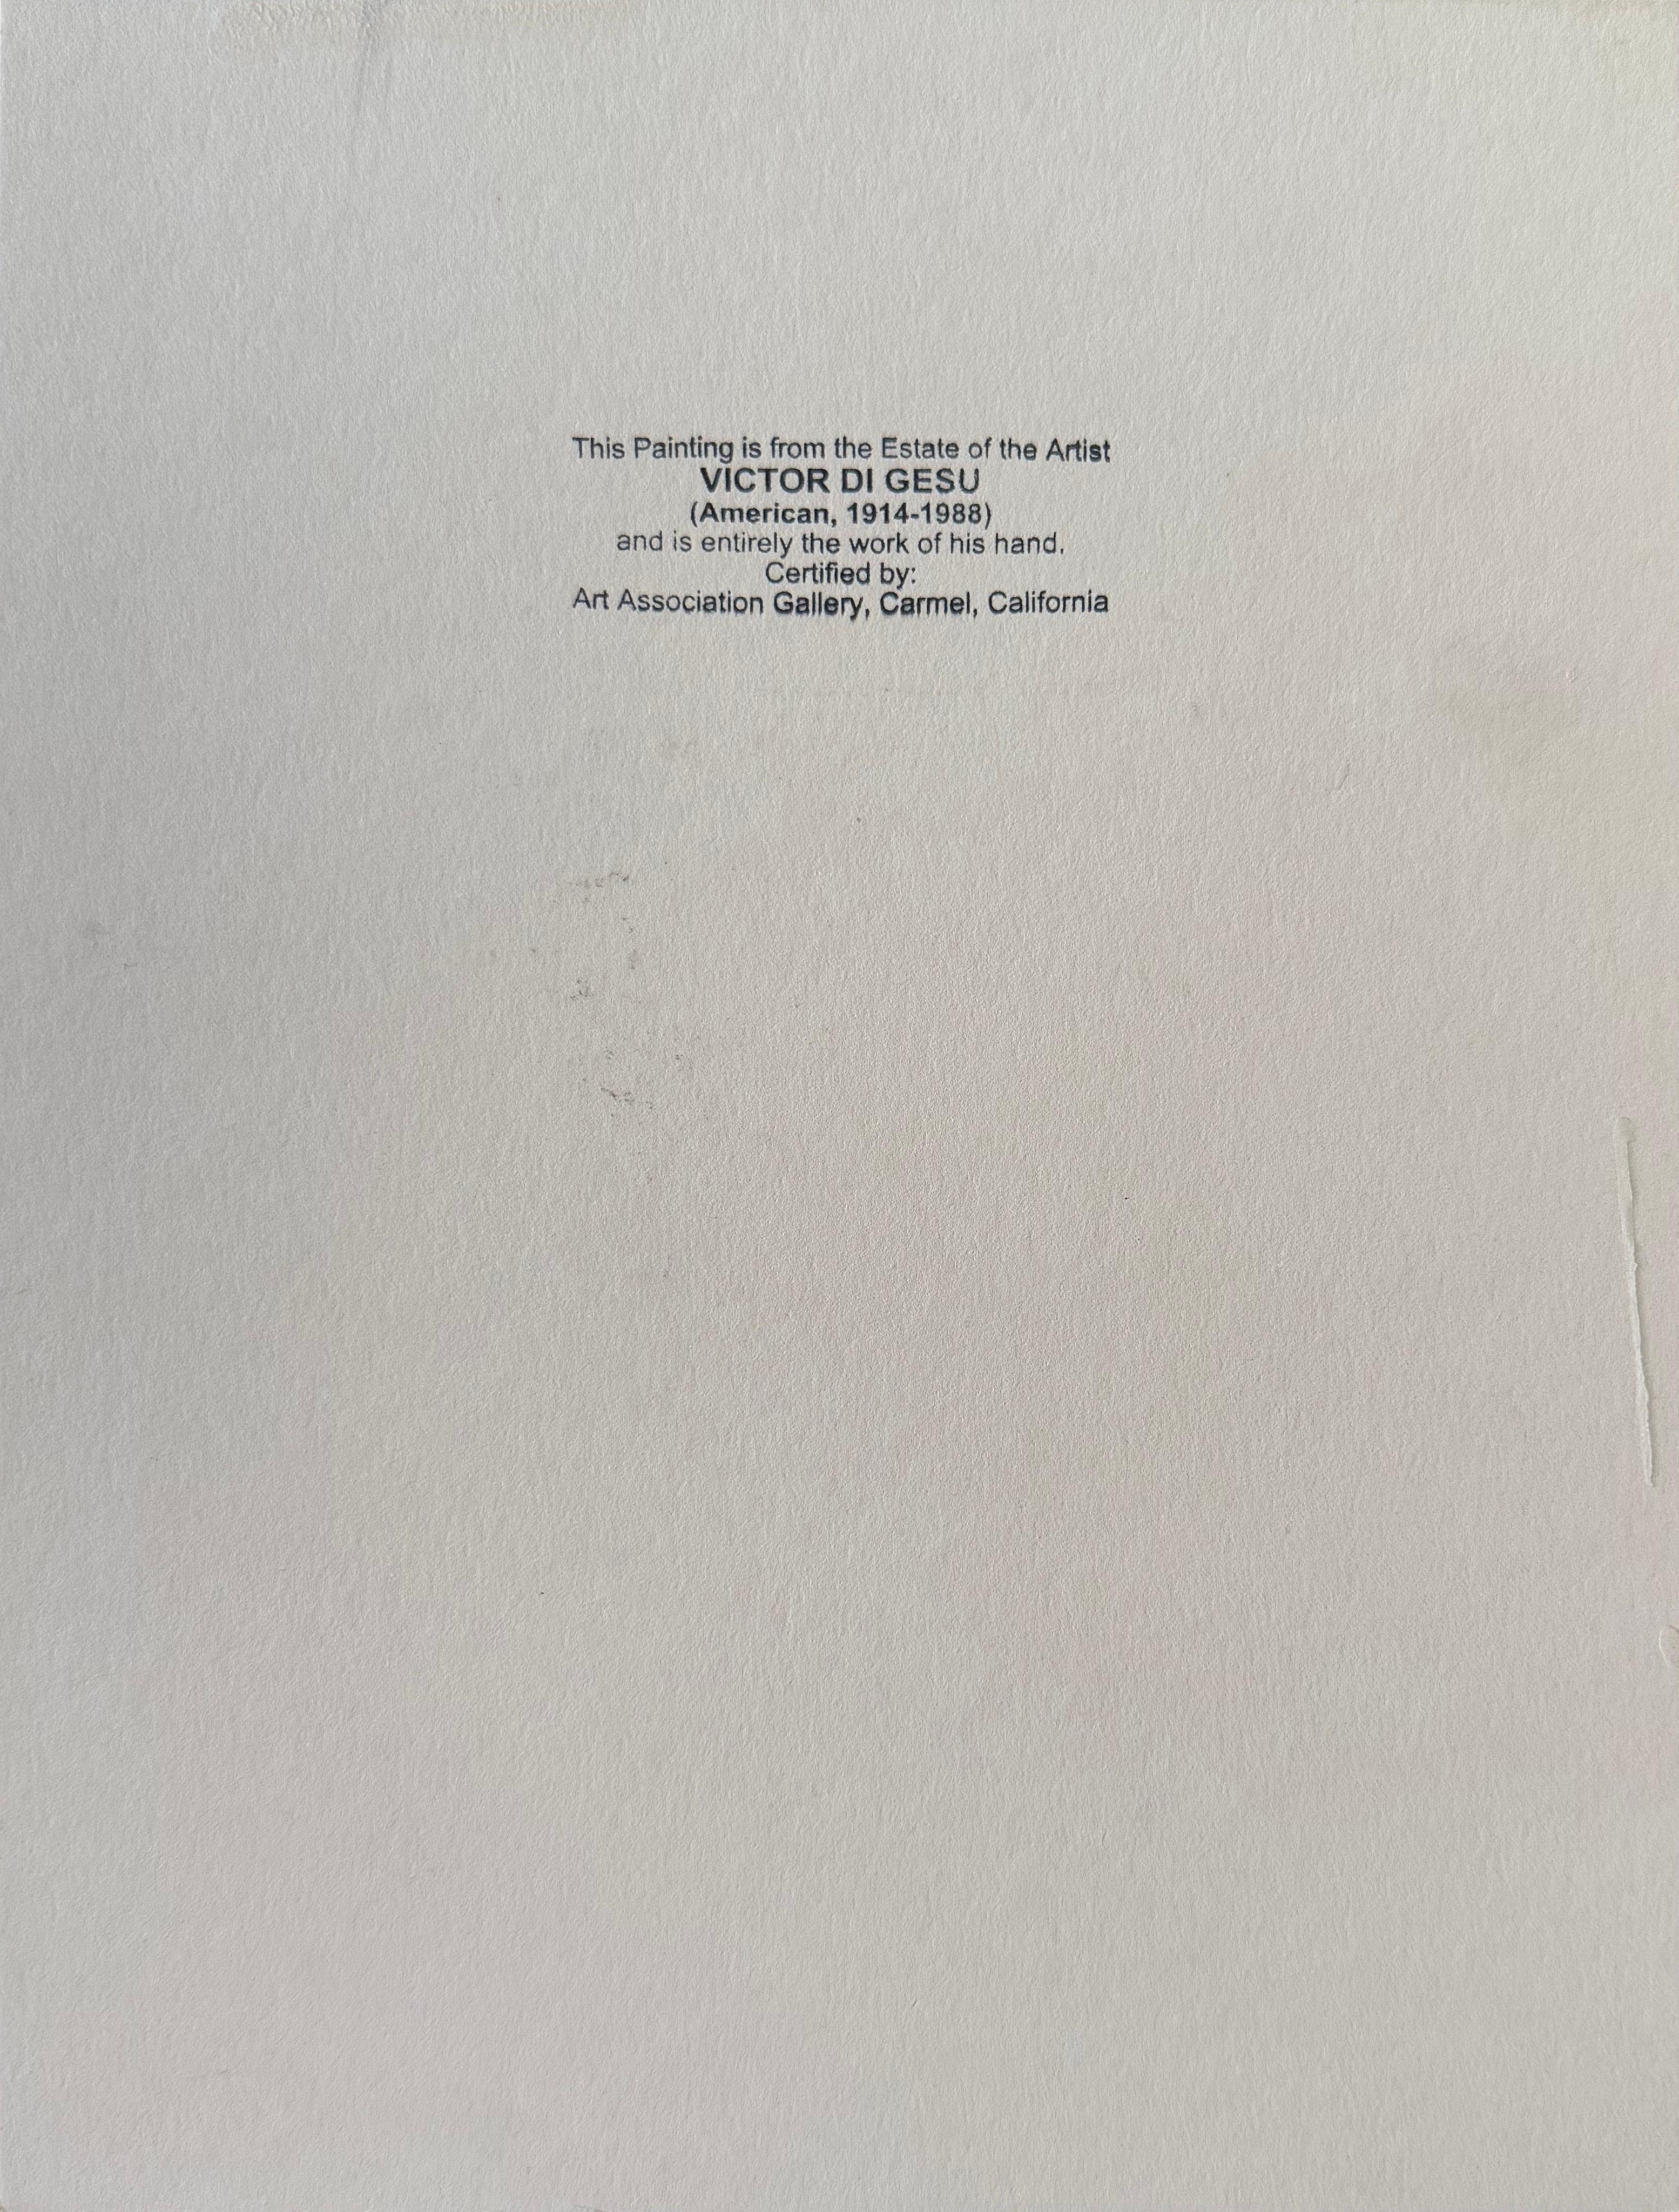 This Painting is from the Estate of the Artist
VICTOR DI GESU
(American, 1914-1988)
and is entirely the work of his hand.
Certified by:
Art Association Gallery, Carmel, California